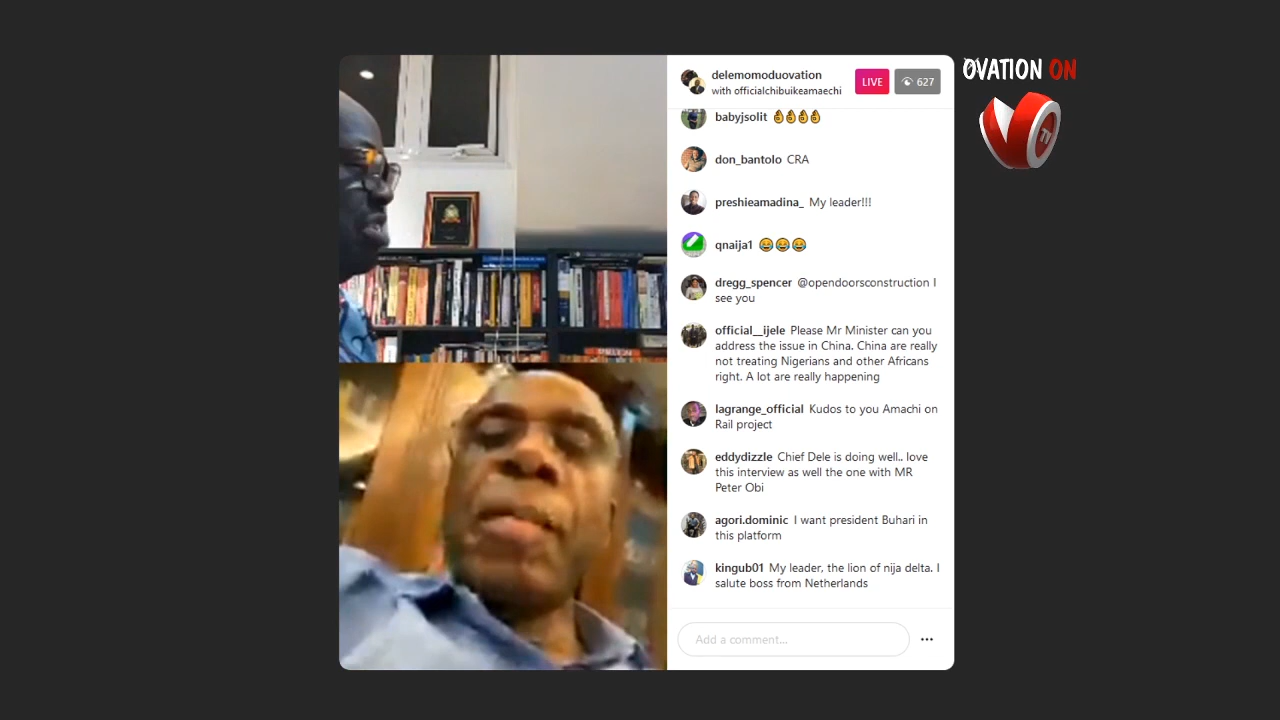 delemomoduovation
with officialchibuikeamaechi
LIVE
627
OVATION ON
babyjsolit 👌👌👌👌
don_bantolo CRA
preshieamadina_ My leader!!!
qnaija1 😂😂😂
dregg_spencer @opendoorsconstruction I
see you
official__ijele Please Mr Minister can you
address the issue in China. China are really
not treating Nigerians and other Africans
right. A lot are really happening
lagrange_official Kudos to you Amachi on
Rail project
eddydizzle Chief Dele is doing well.. love
this interview as well the one with MR
Peter Obi
agori.dominic I want president Buhari in
this platform
kingub01 My leader, the lion of nija delta. I
salute boss from Netherlands
Add a comment...